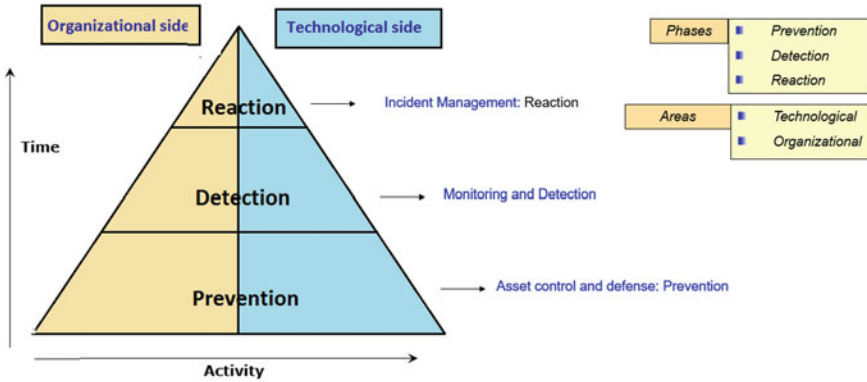 Organizational side
Technological side
Phases
Prevention
Detection
Reaction
Areas
Technological
Organizational
Time
Reaction
Incident Management: Reaction
Detection
Monitoring and Detection
Prevention
Asset control and defense: Prevention
Activity